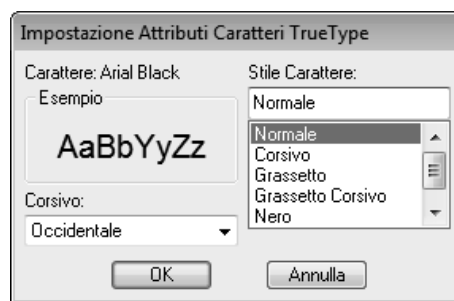 Impostazione Attributi Caratteri TrueType
Carattere: Arial Black
Esempio
AaBbYyZz
Corsivo:
Occidentale
Stile Carattere:
Normale
Normale
Corsivo
Grassetto
Grassetto Corsivo
Nero
OK
Annulla